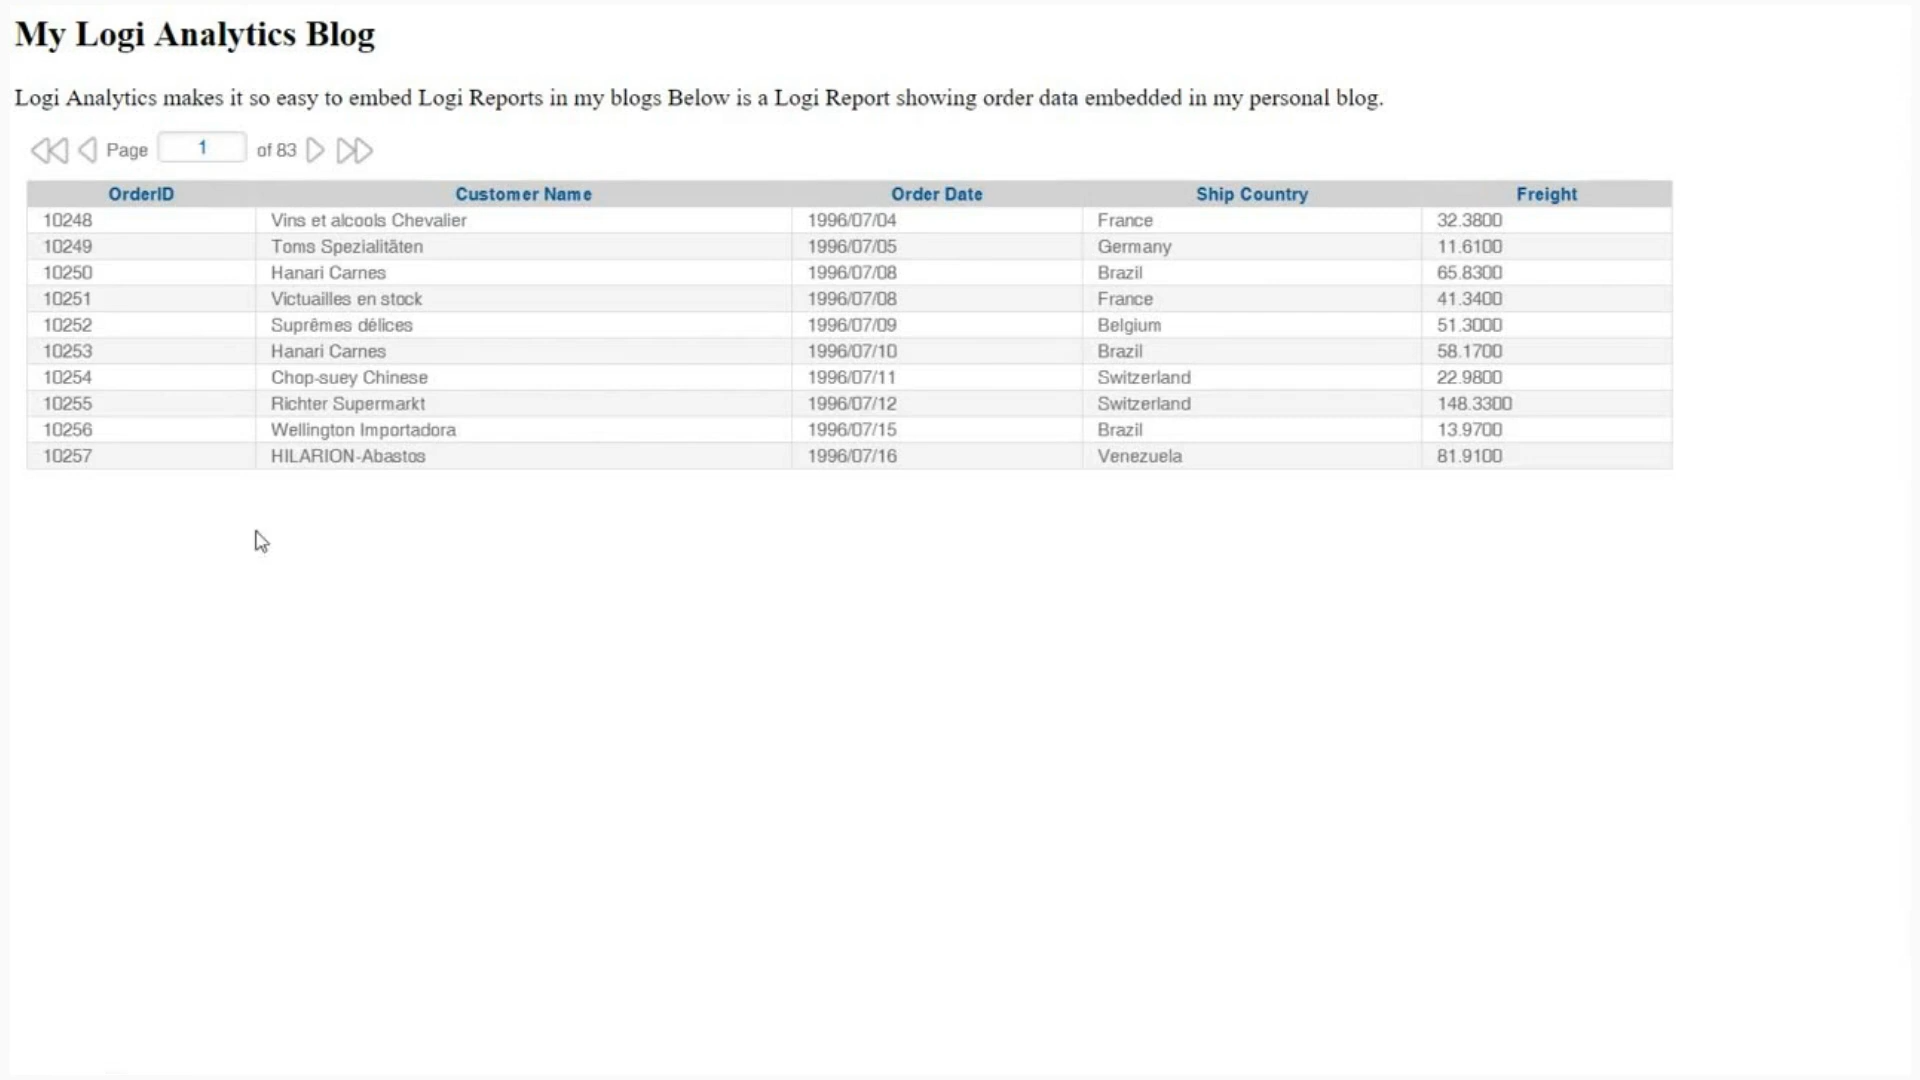 My Logi Analytics Blog
Logi Analytics makes it so easy to embed Logi Reports in my blogs Below is a Logi Report showing order data embedded in my personal blog.
Page 1 of 83
OrderID Customer Name Order Date Ship Country Freight
10248 Vins et alcools Chevalier 1996/07/04 France 32.3800
10249 Toms Spezialitäten 1996/07/05 Germany 11.6100
10250 Hanari Carnes 1996/07/08 Brazil 65.8300
10251 Victuailles en stock 1996/07/08 France 41.3400
10252 Suprêmes délices 1996/07/09 Belgium 51.3000
10253 Hanari Carnes 1996/07/10 Brazil 58.1700
10254 Chop-suey Chinese 1996/07/11 Switzerland 22.9800
10255 Richter Supermarkt 1996/07/12 Switzerland 148.3300
10256 Wellington Importadora 1996/07/15 Brazil 13.9700
10257 HILARION-Abastos 1996/07/16 Venezuela 81.9100